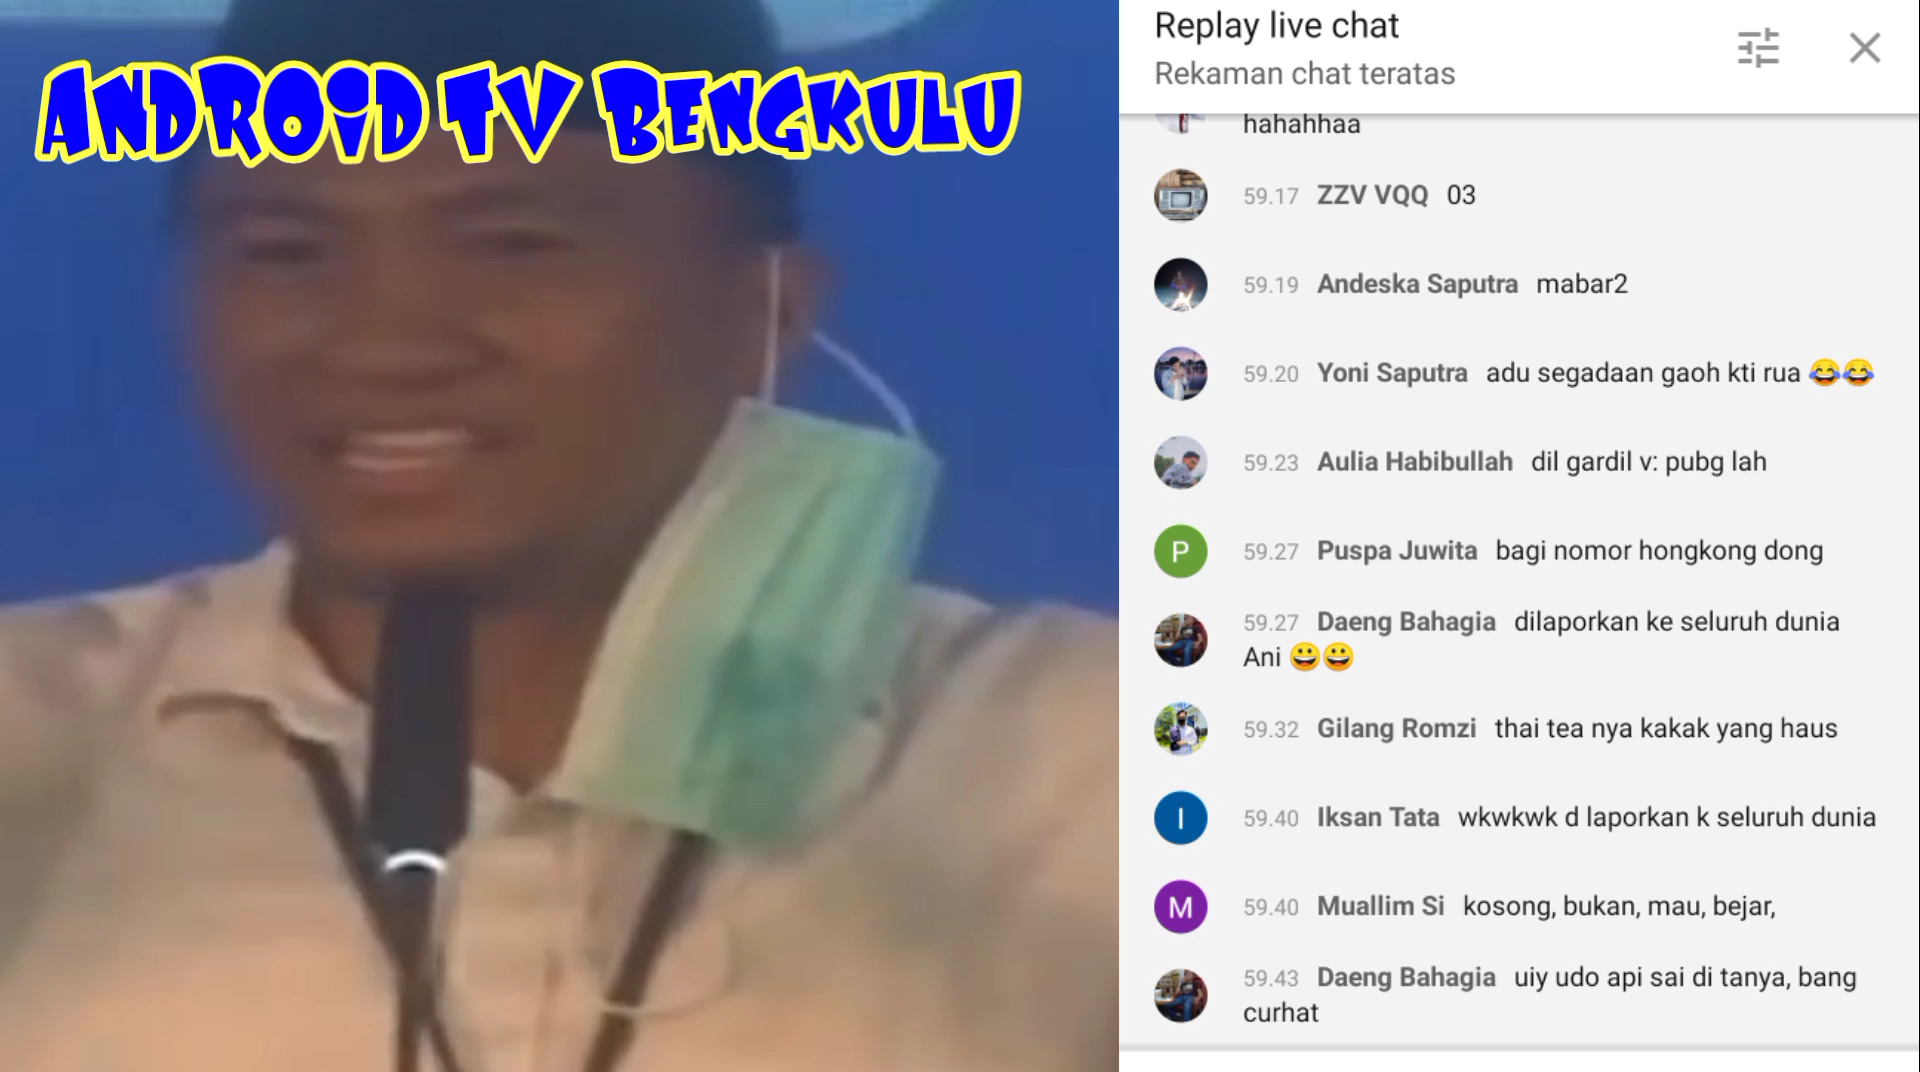 ANDROID TV BENGKULU
Replay live chat
Rekaman chat teratas
hahahhaa
59.17 ZZV VQQ 03
59.19 Andeska Saputra mabar2
59.20 Yoni Saputra adu segadaan gaoh kti rua 😂😂
59.23 Aulia Habibullah dil gardil v: pubg lah
P
59.27 Puspa Juwita bagi nomor hongkong dong
59.27 Daeng Bahagia dilaporkan ke seluruh dunia
Ani 😀😀
59.32 Gilang Romzi thai tea nya kakak yang haus
I
59.40 Iksan Tata wkwkwk d laporkan k seluruh dunia
M
59.40 Muallim Si kosong, bukan, mau, bejar,
59.43 Daeng Bahagia uiy udo api sai di tanya, bang
curhat